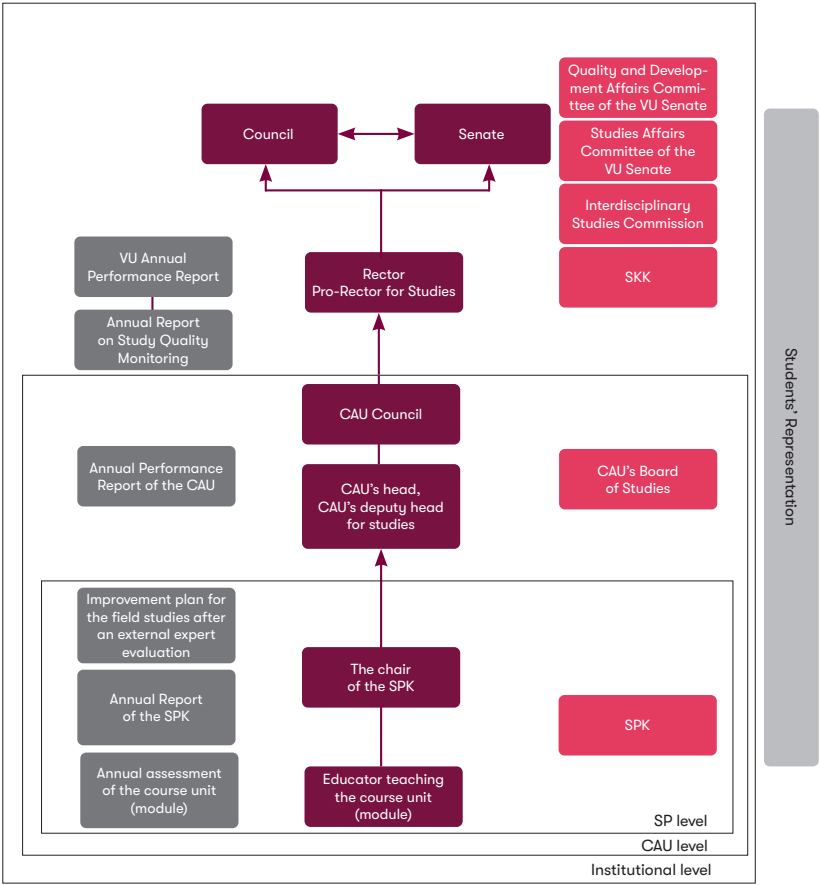 Quality and Develop-
ment Affairs Commi-
ttee of the VU Senate
Council
Senate
Studies Affairs
Committee of the
VU Senate
Interdisciplinary
Studies Commission
VU Annual
Performance Report
Rector
Pro-Rector for Studies
SKK
Annual Report
on Study Quality
Monitoring
Students' Representation
CAU Council
Annual Performance
Report of the CAU
CAU's head,
CAU's deputy head
for studies
CAU's Board
of Studies
Improvement plan for
the field studies after
an external expert
evaluation
The chair
of the SPK
Annual Report
of the SPK
SPK
Annual assessment
of the course unit
(module)
Educator teaching
the course unit
(module)
SP level
CAU level
Institutional level